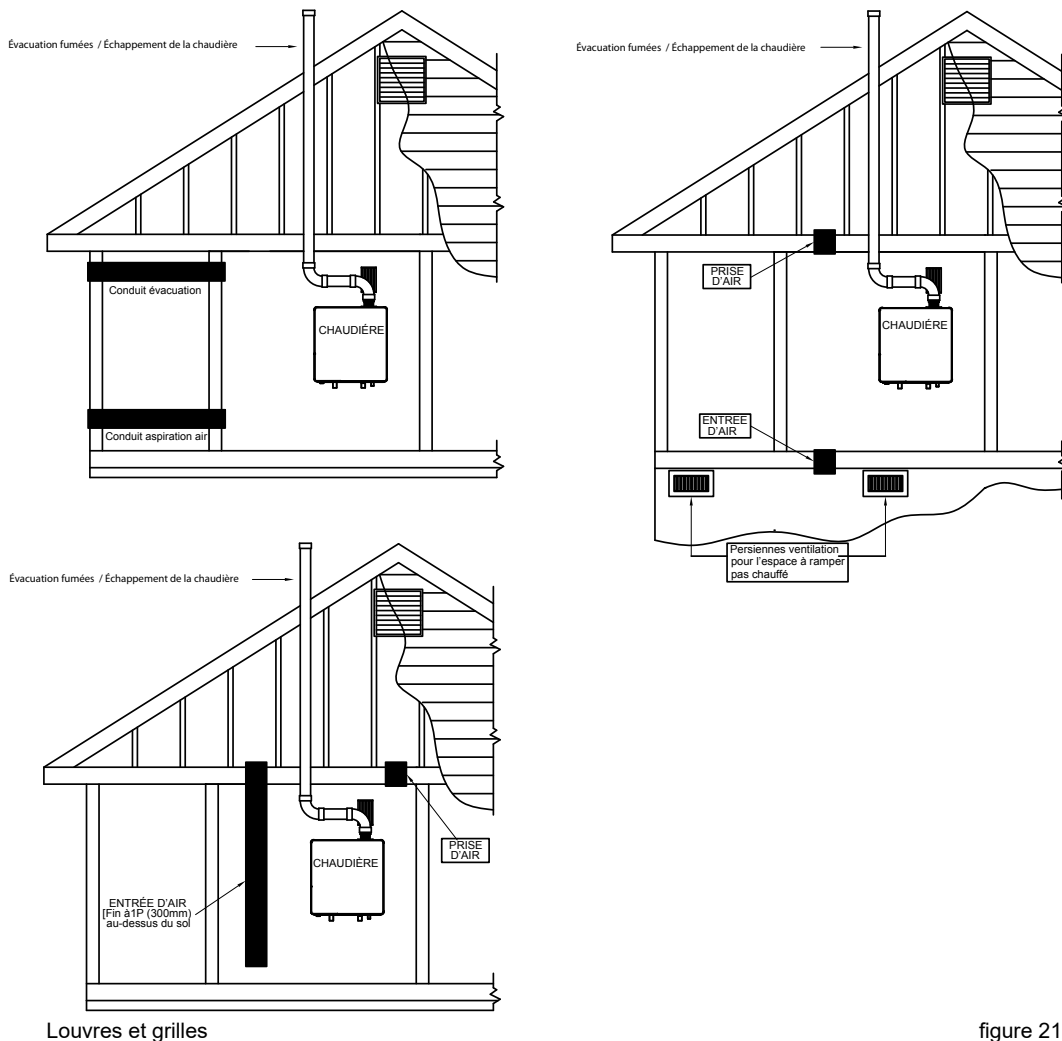 Évacuation fumées / Échappement de la chaudière
Conduit évacuation
CHAUDIÉRE
Conduit aspiration air
Évacuation fumées / Échappement de la chaudière
PRISE
D'AIR
CHAUDIÉRE
ENTREE
D'AIR
Persiennes ventilation
pour l'espace à ramper
pas chauffé
Évacuation fumées / Échappement de la chaudière
PRISE
D'AIR
CHAUDIÈRE
ENTRÉE D'AIR
[Fin à1P (300mm)
au-dessus du sol
Louvres et grilles
figure 21